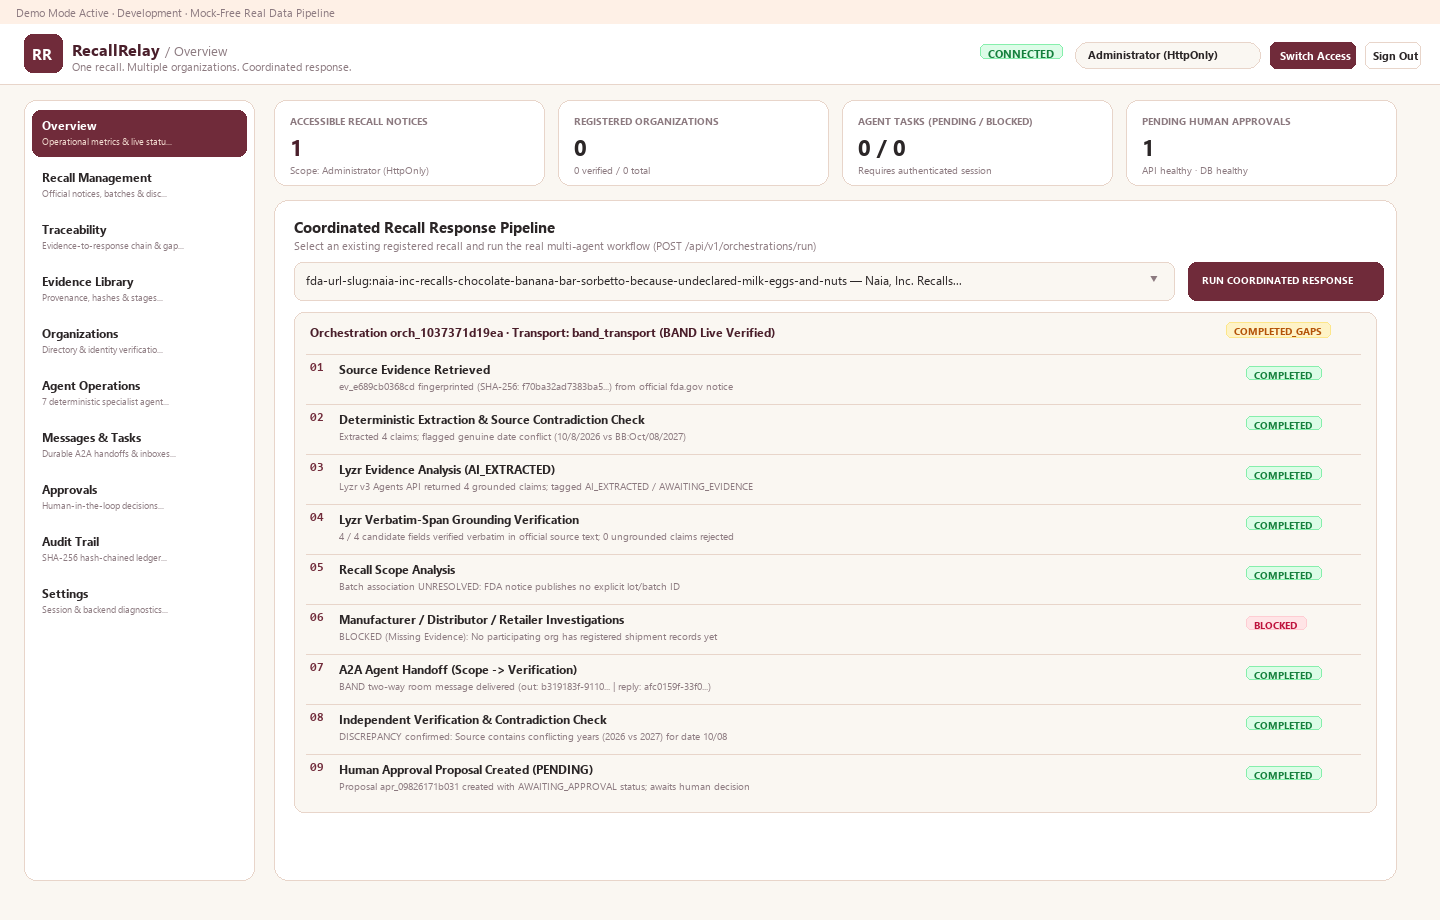 Demo Mode Active · Development · Mock-Free Real Data Pipeline
RR
RecallRelay / Overview
One recall. Multiple organizations. Coordinated response.
CONNECTED
Administrator (HttpOnly)
Switch Access
Sign Out
Overview
Operational metrics & live statu...
Recall Management
Official notices, batches & disc...
Traceability
Evidence-to-response chain & gap...
Evidence Library
Provenance, hashes & stages...
Organizations
Directory & identity verificatio...
Agent Operations
7 deterministic specialist agent...
Messages & Tasks
Durable A2A handoffs & inboxes...
Approvals
Human-in-the-loop decisions...
Audit Trail
SHA-256 hash-chained ledger...
Settings
Session & backend diagnostics...
ACCESSIBLE RECALL NOTICES
1
Scope: Administrator (HttpOnly)
REGISTERED ORGANIZATIONS
0
0 verified / 0 total
AGENT TASKS (PENDING / BLOCKED)
0 / 0
Requires authenticated session
PENDING HUMAN APPROVALS
1
API healthy · DB healthy
Coordinated Recall Response Pipeline
Select an existing registered recall and run the real multi-agent workflow (POST /api/v1/orchestrations/run)
fda-url-slug:naia-inc-recalls-chocolate-banana-bar-sorbetto-because-undeclared-milk-eggs-and-nuts — Naia, Inc. Recalls...
RUN COORDINATED RESPONSE
Orchestration orch_1037371d19ea · Transport: band_transport (BAND Live Verified)
COMPLETED_GAPS
01 Source Evidence Retrieved
COMPLETED
ev_e689cb0368cd fingerprinted (SHA-256: f70ba32ad7383ba5...) from official fda.gov notice
02 Deterministic Extraction & Source Contradiction Check
COMPLETED
Extracted 4 claims; flagged genuine date conflict (10/8/2026 vs BB:Oct/08/2027)
03 Lyzr Evidence Analysis (AI_EXTRACTED)
COMPLETED
Lyzr v3 Agents API returned 4 grounded claims; tagged AI_EXTRACTED / AWAITING_EVIDENCE
04 Lyzr Verbatim-Span Grounding Verification
COMPLETED
4 / 4 candidate fields verified verbatim in official source text; 0 ungrounded claims rejected
05 Recall Scope Analysis
COMPLETED
Batch association UNRESOLVED: FDA notice publishes no explicit lot/batch ID
06 Manufacturer / Distributor / Retailer Investigations
BLOCKED
BLOCKED (Missing Evidence): No participating org has registered shipment records yet
07 A2A Agent Handoff (Scope -> Verification)
COMPLETED
BAND two-way room message delivered (out: b319183f-9110... | reply: afc0159f-33f0...)
08 Independent Verification & Contradiction Check
COMPLETED
DISCREPANCY confirmed: Source contains conflicting years (2026 vs 2027) for date 10/08
09 Human Approval Proposal Created (PENDING)
COMPLETED
Proposal apr_09826171b031 created with AWAITING_APPROVAL status; awaits human decision